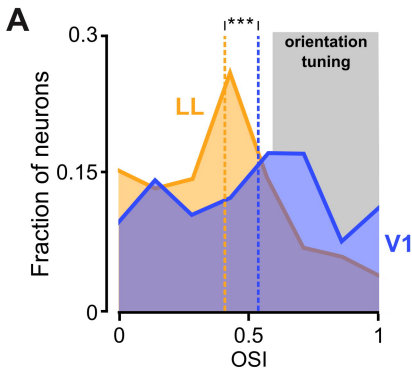 A
0.3
***
orientation
tuning
LL
Fraction of neurons
0.15
V1
0
0
0.5
1
OSI